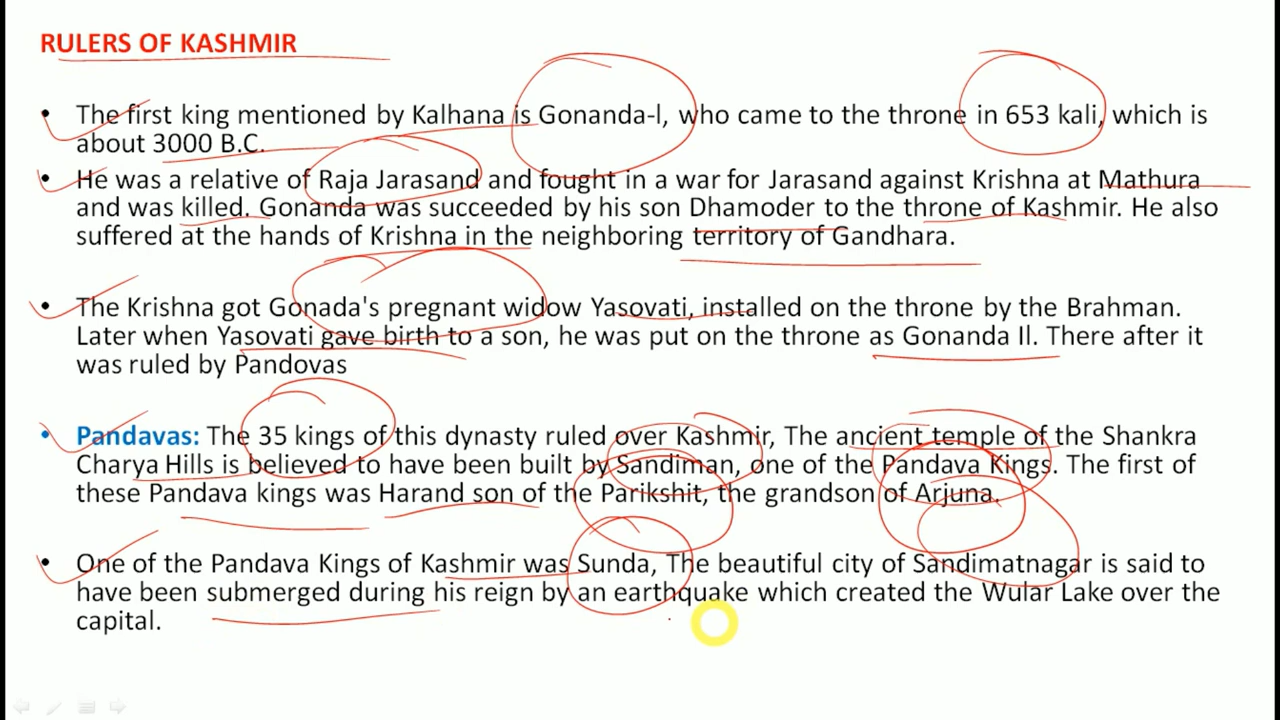 RULERS OF KASHMIR
• The first king mentioned by Kalhana is Gonanda-l, who came to the throne in 653 kali, which is
about 3000 B.C.
• He was a relative of Raja Jarasand and fought in a war for Jarasand against Krishna at Mathura
and was killed. Gonanda was succeeded by his son Dhamoder to the throne of Kashmir. He also
suffered at the hands of Krishna in the neighboring territory of Gandhara.
• The Krishna got Gonada's pregnant widow Yasovati, installed on the throne by the Brahman.
Later when Yasovati gave birth to a son, he was put on the throne as Gonanda Il. There after it
was ruled by Pandovas
• Pandavas: The 35 kings of this dynasty ruled over Kashmir, The ancient temple of the Shankra
Charya Hills is believed to have been built by Sandiman, one of the Pandava Kings. The first of
these Pandava kings was Harand son of the Parikshit, the grandson of Arjuna.
• One of the Pandava Kings of Kashmir was Sunda, The beautiful city of Sandimatnagar is said to
have been submerged during his reign by an earthquake which created the Wular Lake over the
capital.